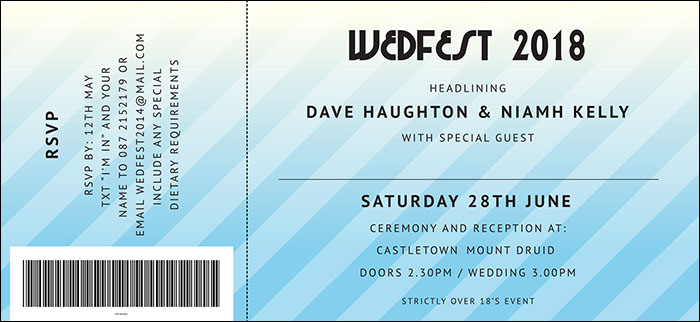 RSVP
RSVP BY: 12TH MAY
TXT "I'M IN" AND YOUR
NAME TO 087 2152179 OR
EMAIL WEDFEST2014@MAIL.COM
INCLUDE ANY SPECIAL
DIETARY REQUIREMENTS
WEDFEST 2018
HEADLINING
DAVE HAUGHTON & NIAMH KELLY
WITH SPECIAL GUEST
SATURDAY 28TH JUNE
CEREMONY AND RECEPTION AT:
CASTLETOWN MOUNT DRUID
DOORS 2.30PM / WEDDING 3.00PM
STRICTLY OVER 18'S EVENT